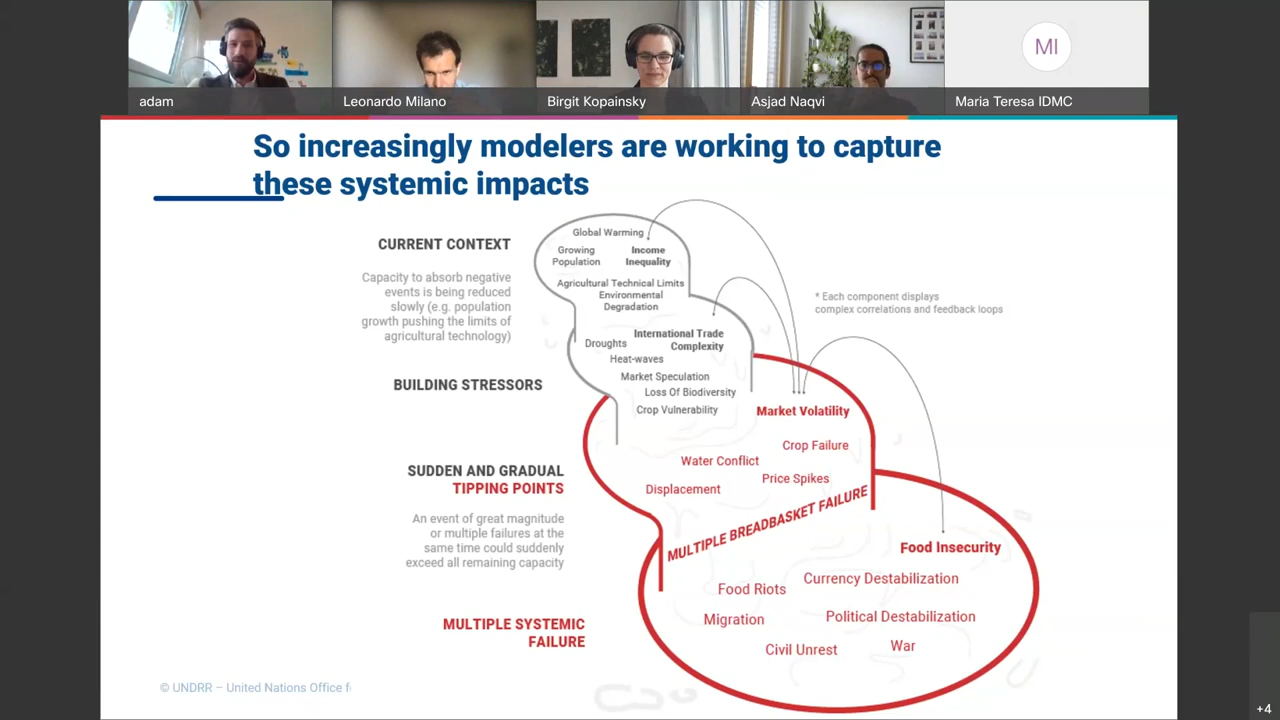 adam
Leonardo Milano
Birgit Kopainsky
Asjad Naqvi
MI
Maria Teresa IDMC
So increasingly modelers are working to capture
these systemic impacts
CURRENT CONTEXT
Capacity to absorb negative
events is being reduced
slowly (e.g. population
growth pushing the limits of
agricultural technology)
Global Warming
Growing
Population
Income
Inequality
Agricultural Technical Limits
Environmental
Degradation
* Each component displays
complex correlations and feedback loops
BUILDING STRESSORS
International Trade
Complexity
Droughts
Heat-waves
Market Speculation
Loss Of Biodiversity
Crop Vulnerability
SUDDEN AND GRADUAL
TIPPING POINTS
An event of great magnitude
or multiple failures at the
same time could suddenly
exceed all remaining capacity
Market Volatility
Crop Failure
Water Conflict
Price Spikes
Displacement
MULTIPLE BREADBASKET FAILURE
MULTIPLE SYSTEMIC
FAILURE
Food Insecurity
Currency Destabilization
Food Riots
Political Destabilization
Migration
War
Civil Unrest
© UNDRR – United Nations Office f
+4